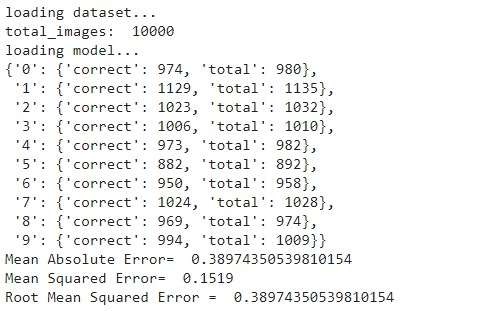 loading dataset...
total_images:  10000
loading model...
{'0': {'correct': 974, 'total': 980},
 '1': {'correct': 1129, 'total': 1135},
 '2': {'correct': 1023, 'total': 1032},
 '3': {'correct': 1006, 'total': 1010},
 '4': {'correct': 973, 'total': 982},
 '5': {'correct': 882, 'total': 892},
 '6': {'correct': 950, 'total': 958},
 '7': {'correct': 1024, 'total': 1028},
 '8': {'correct': 969, 'total': 974},
 '9': {'correct': 994, 'total': 1009}}
Mean Absolute Error=  0.38974350539810154
Mean Squared Error=  0.1519
Root Mean Squared Error =  0.38974350539810154